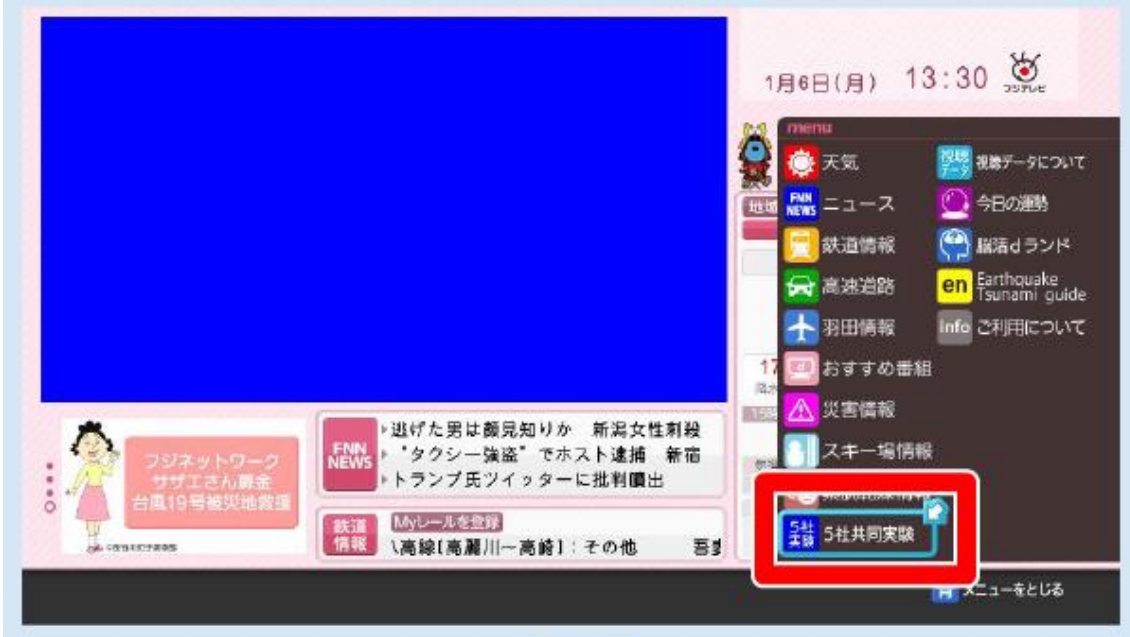 1月6日(月) 13:30
フジテレビ
menu
天気
視聴データ
視聴データについて
FNN NEWS
ニュース
今日の運勢
鉄道情報
脳活dランド
高速道路
en
Earthquake
Tsunami guide
羽田情報
info
ご利用について
おすすめ番組
災害情報
スキー場情報
5社実験
5社共同実験
地域
17
フジネットワーク
サザエさん募金
台風19号被災地救援
FNN
NEWS
逃げた男は顔見知りか 新潟女性刺殺
“タクシー強盗”でホスト逮捕 新宿
トランプ氏ツイッターに批判噴出
鉄道
情報
Myレールを登録
高線[高麗川～高崎]：その他
メニューをとじる